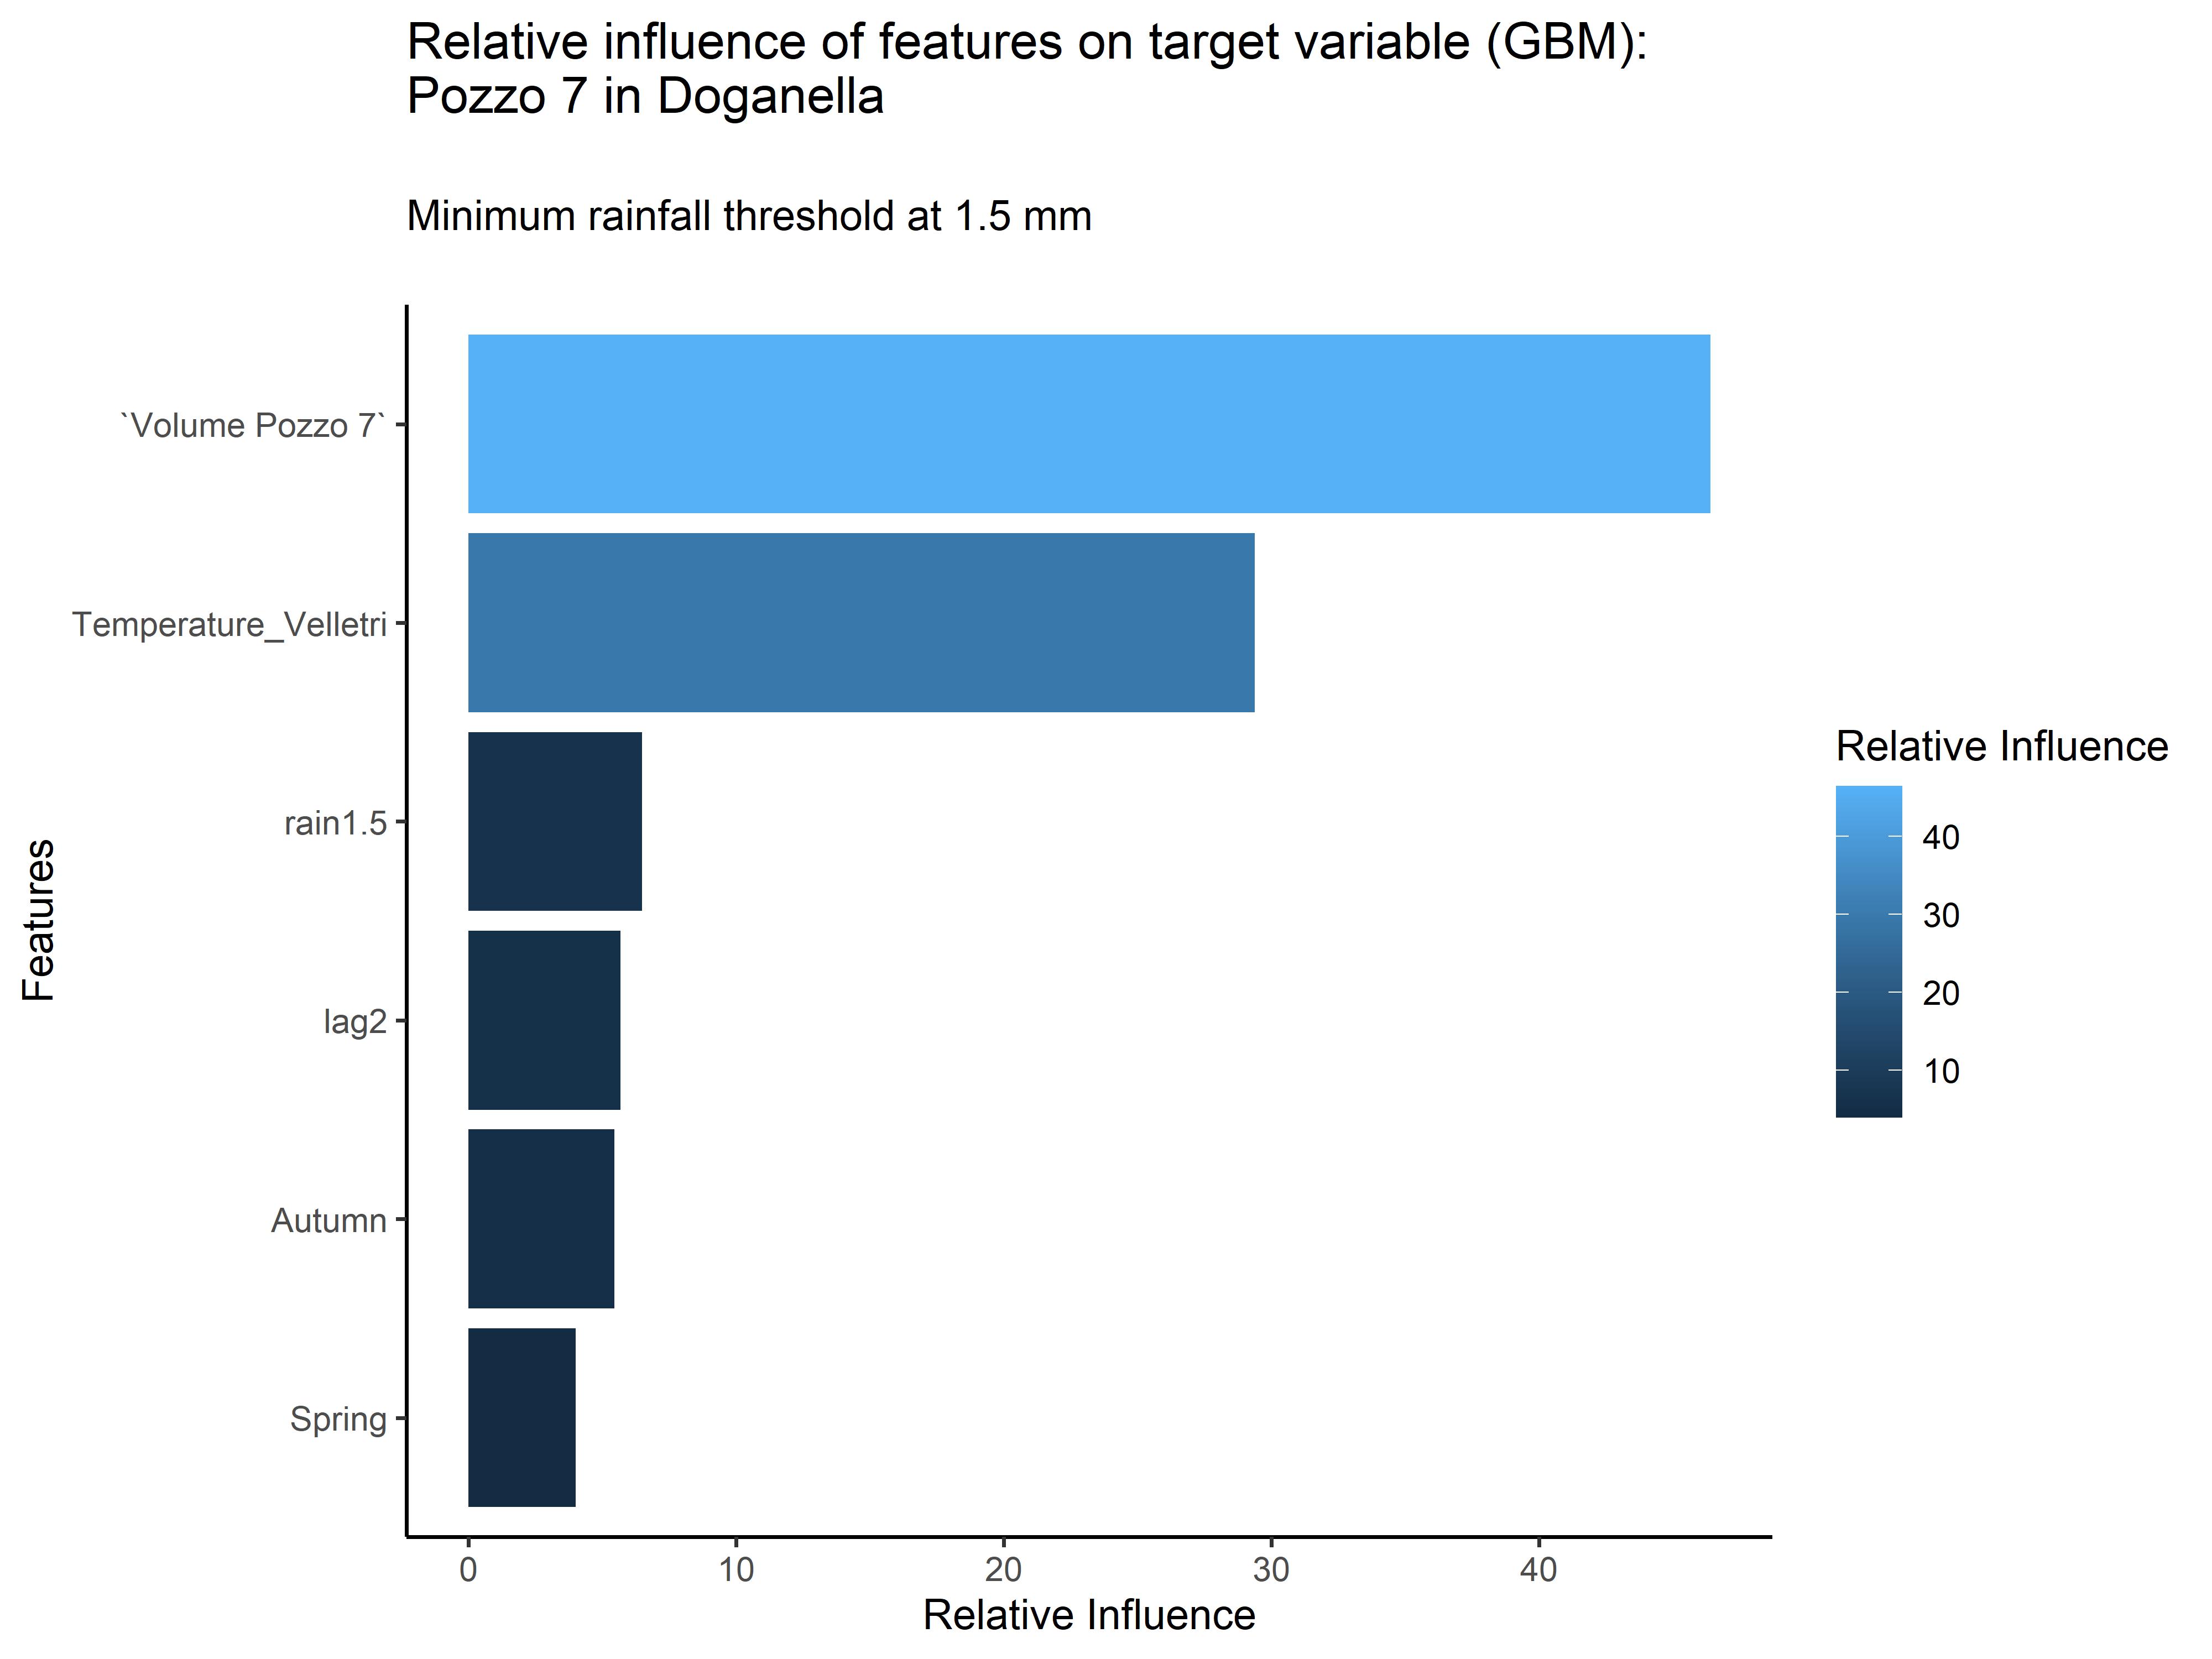 Relative influence of features on target variable (GBM):
Pozzo 7 in Doganella
Minimum rainfall threshold at 1.5 mm
`Volume Pozzo 7`
Temperature_Velletri
rain1.5
lag2
Autumn
Spring
Features
0 10 20 30 40
Relative Influence
Relative Influence
40
30
20
10